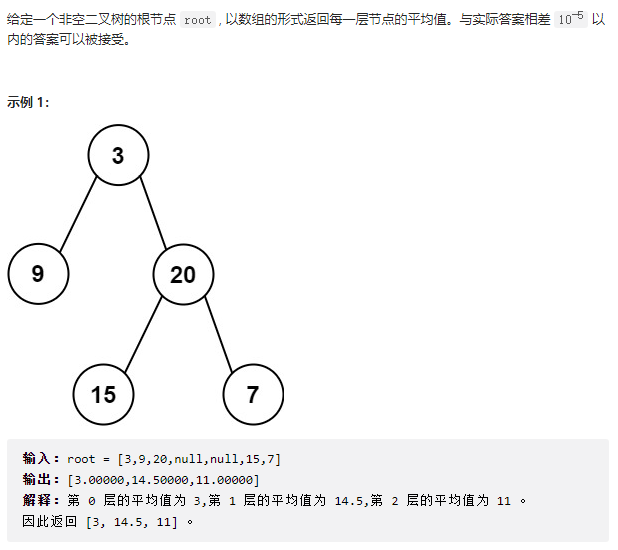 给定一个非空二叉树的根节点 root , 以数组的形式返回每一层节点的平均值。与实际答案相差 10⁻⁵ 以
内的答案可以被接受。
示例 1：
3
9
20
15
7
输入：root = [3,9,20,null,null,15,7]
输出：[3.00000,14.50000,11.00000]
解释：第 0 层的平均值为 3,第 1 层的平均值为 14.5,第 2 层的平均值为 11 。
因此返回 [3, 14.5, 11] 。